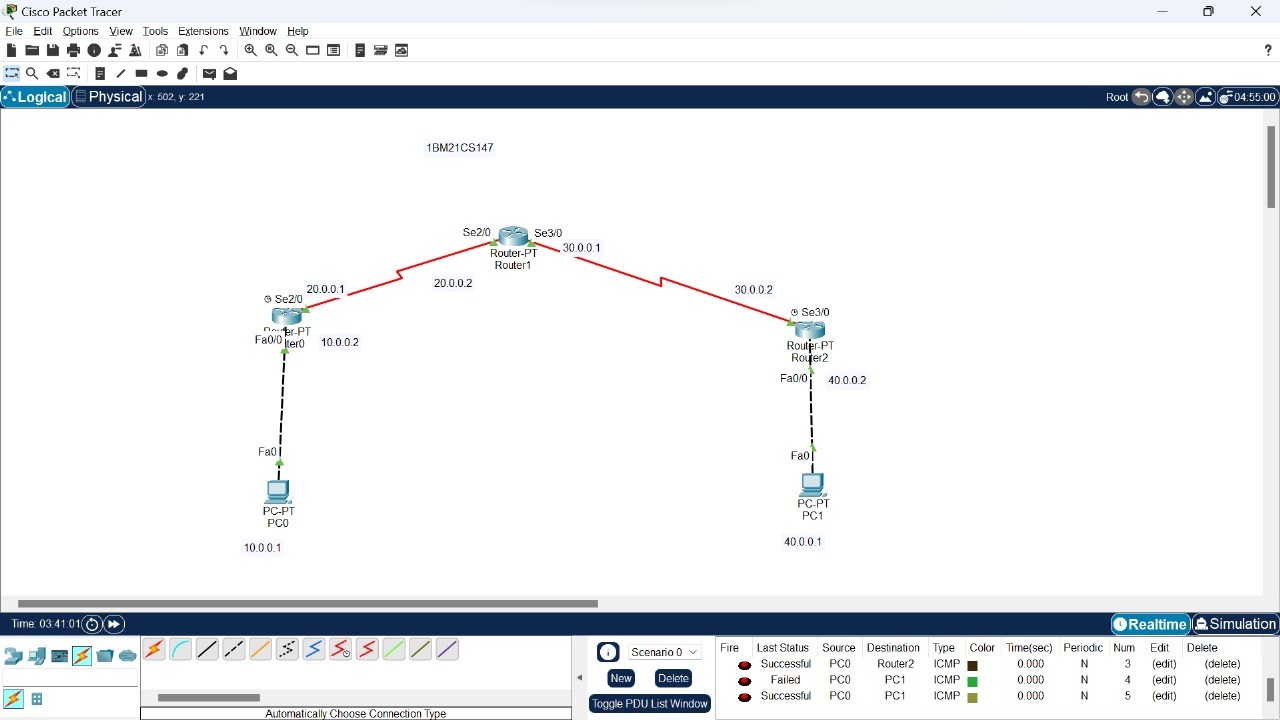 Cisco Packet Tracer
File Edit Options View Tools Extensions Window Help
?
Logical Physical x: 502, y: 221 Root 04:55:00
1BM21CS147
Se2/0 Se3/0
30.0.0.1
Router-PT
Router1
20.0.0.1 20.0.0.2 30.0.0.2
Se2/0 Se3/0
Fa0/0 10.0.0.2
Router-PT
Router2
Fa0/0 40.0.0.2
Fa0 Fa0
PC-PT PC-PT
PC0 PC1
10.0.0.1 40.0.0.1
Time: 03:41:01 Realtime Simulation
Scenario 0
New Delete
Toggle PDU List Window
Automatically Choose Connection Type
Fire Last Status Source Destination Type Color Time(sec) Periodic Num Edit Delete
Successful PC0 Router2 ICMP 0.000 N 3 (edit) (delete)
Failed PC0 PC1 ICMP 0.000 N 4 (edit) (delete)
Successful PC0 PC1 ICMP 0.000 N 5 (edit) (delete)